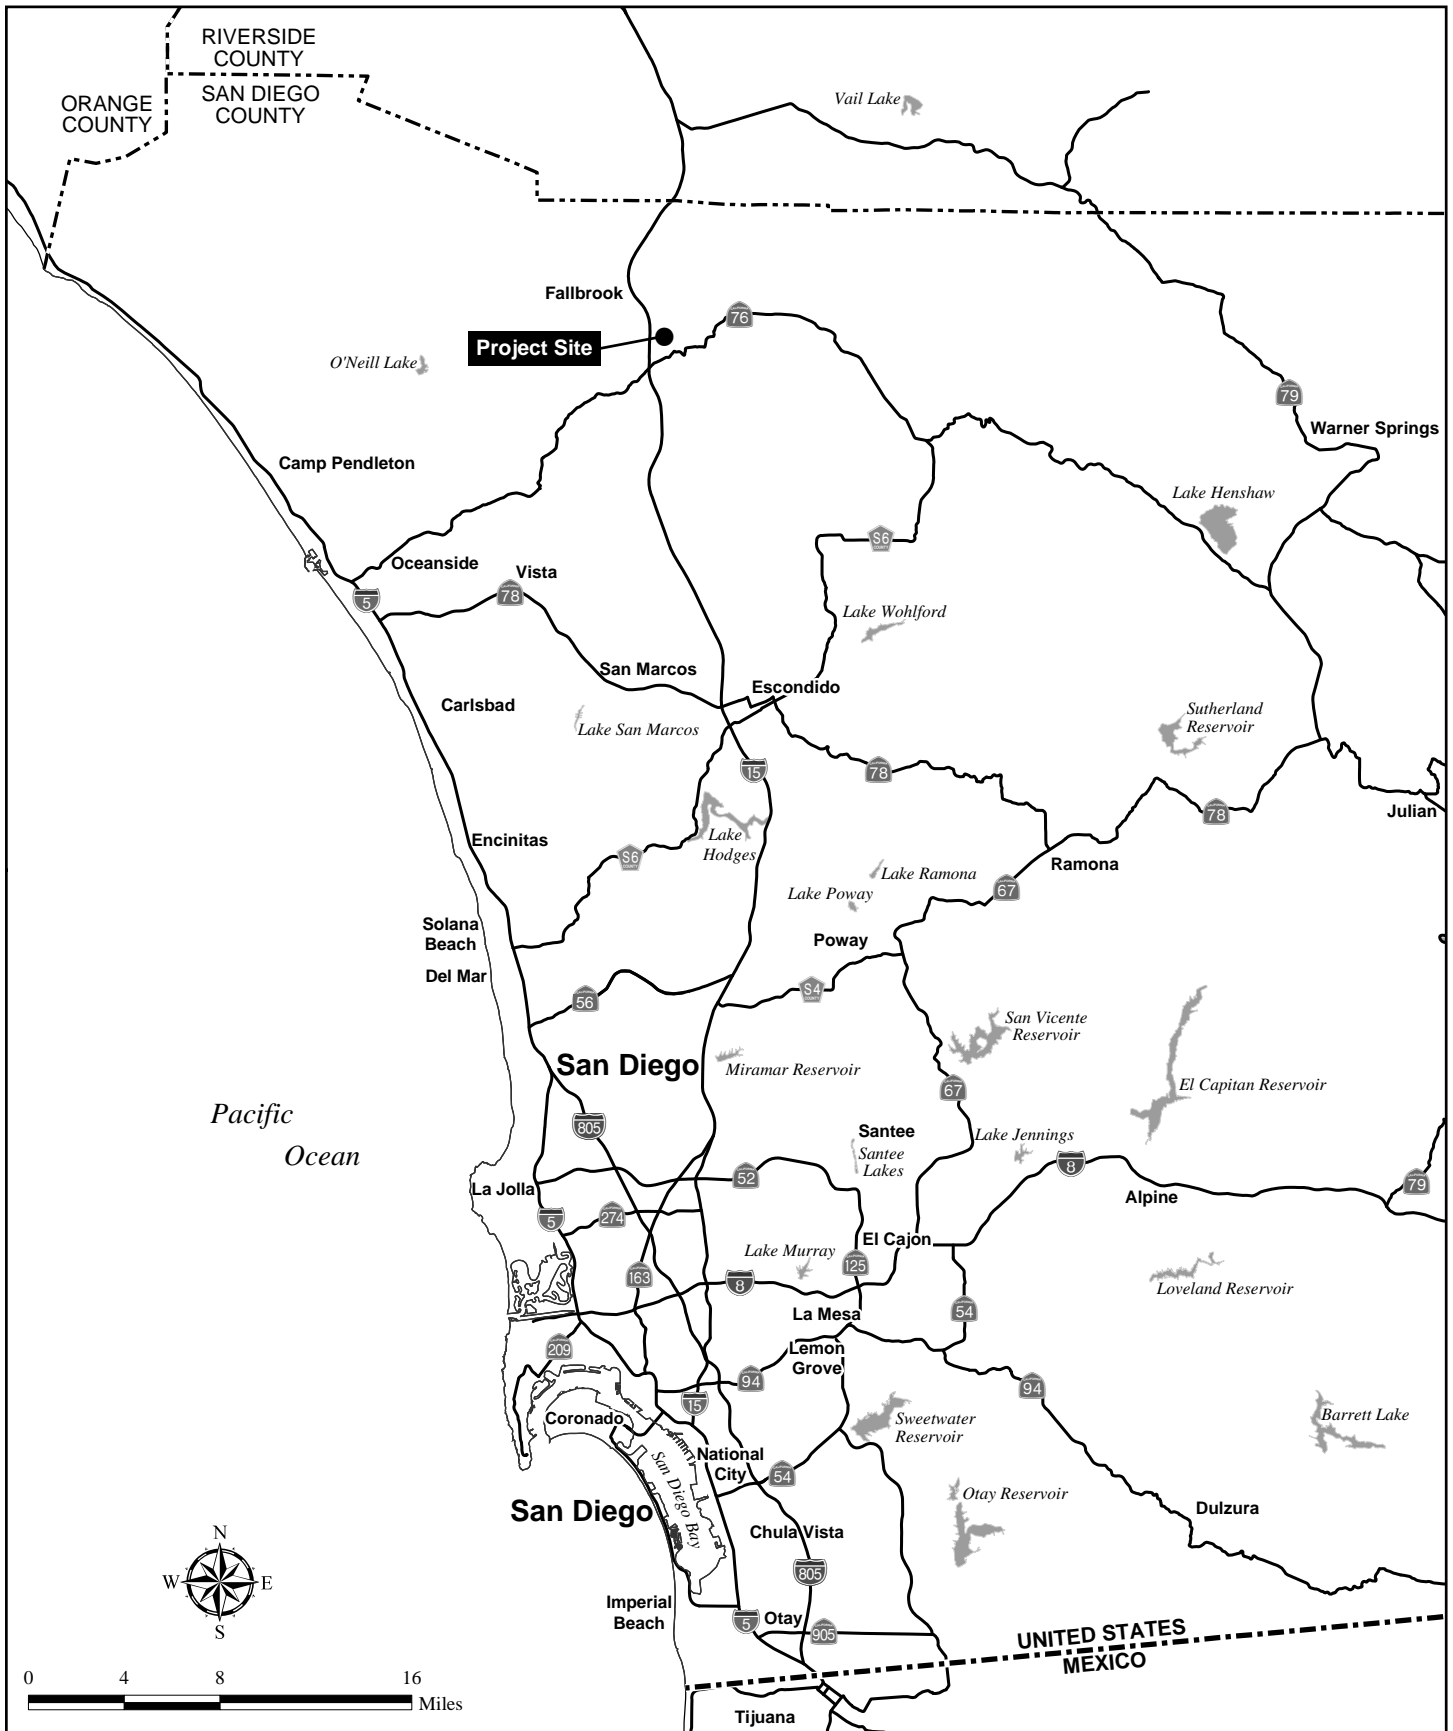 RIVERSIDE
COUNTY
ORANGE
COUNTY
SAN DIEGO
COUNTY
Vail Lake
Fallbrook
76
Project Site
O'Neill Lake
79
Warner Springs
Camp Pendleton
Lake Henshaw
S6
COUNTY
Oceanside
Vista
5
78
Lake Wohlford
San Marcos
Escondido
Carlsbad
Lake San Marcos
Sutherland
Reservoir
15
78
78
Julian
Encinitas
Lake
Hodges
S6
COUNTY
Lake Ramona
Ramona
Lake Poway
67
Solana
Beach
Poway
Del Mar
56
S4
COUNTY
San Vicente
Reservoir
San Diego
Miramar Reservoir
El Capitan Reservoir
67
Pacific
Ocean
805
Santee
Santee
Lakes
Lake Jennings
8
La Jolla
52
Alpine
79
5
274
El Cajon
Lake Murray
163
8
125
Loveland Reservoir
La Mesa
54
209
Lemon
Grove
94
94
15
Coronado
Sweetwater
Reservoir
Barrett Lake
National
City
54
San Diego Bay
Otay Reservoir
San Diego
Dulzura
Chula Vista
805
N
W
E
S
Imperial
Beach
5
Otay
905
UNITED STATES
MEXICO
0
4
8
16
Miles
Tijuana